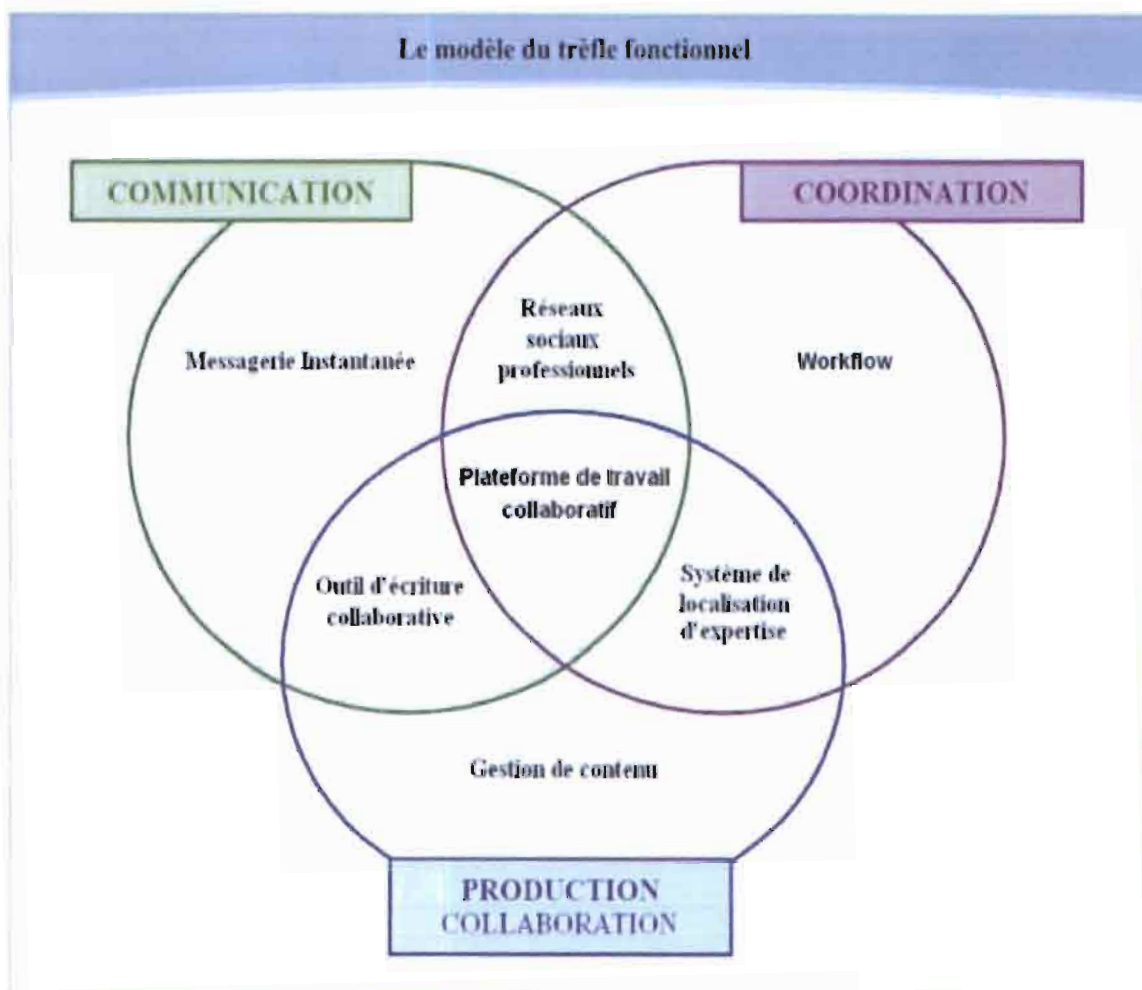 Le modèle du trèfle fonctionnel
COMMUNICATION
COORDINATION
Réseaux
sociaux
professionnels
Messagerie Instantanée
Workflow
Plateforme de travail
collaboratif
Outil d'écriture
collaborative
Système de
localisation
d'expertise
Gestion de contenu
PRODUCTION
COLLABORATION